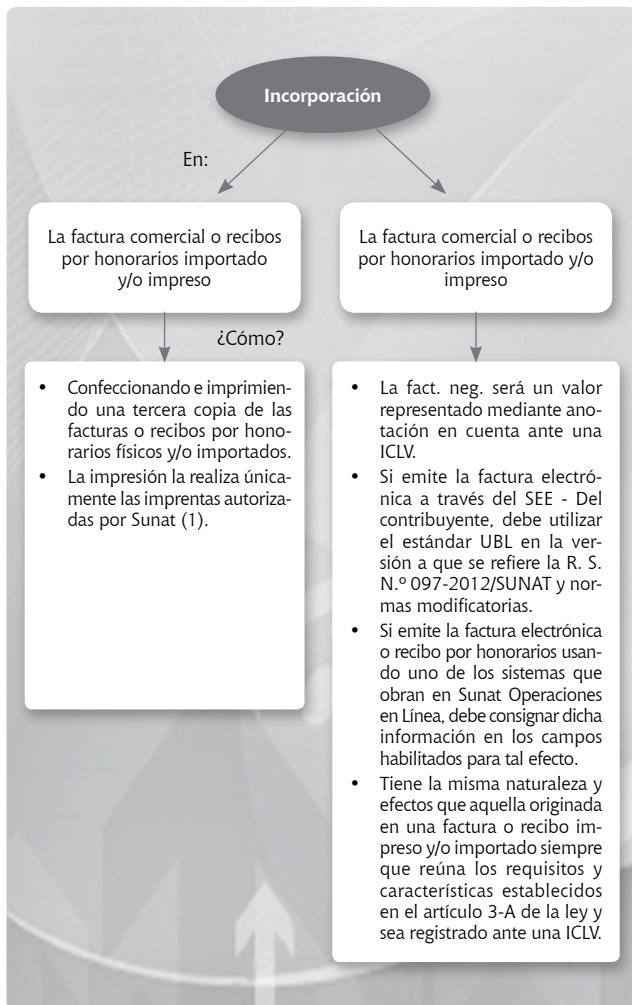 Incorporación
En:
La factura comercial o recibos
por honorarios importado
y/o impreso
La factura comercial o recibos
por honorarios importado y/o
impreso
¿Cómo?
• Confeccionando e imprimien-
do una tercera copia de las
facturas o recibos por hono-
rarios físicos y/o importados.
• La impresión la realiza única-
mente las imprentas autoriza-
das por Sunat (1).
• La fact. neg. será un valor
representado mediante ano-
tación en cuenta ante una
ICLV.
• Si emite la factura electró-
nica a través del SEE - Del
contribuyente, debe utilizar
el estándar UBL en la ver-
sión a que se refiere la R. S.
N.º 097-2012/SUNAT y nor-
mas modificatorias.
• Si emite la factura electrónica
o recibo por honorarios usan-
do uno de los sistemas que
obran en Sunat Operaciones
en Línea, debe consignar dicha
información en los campos
habilitados para tal efecto.
• Tiene la misma naturaleza y
efectos que aquella originada
en una factura o recibo im-
preso y/o importado siempre
que reúna los requisitos y
características establecidos
en el artículo 3-A de la ley y
sea registrado ante una ICLV.